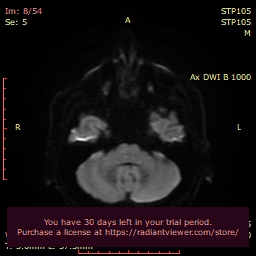 Im: 8/54
Se: 5
A
STP105
STP105
M
Ax DWI B 1000
R
L
You have 30 days left in your trial period.
Purchase a license at https://radiantviewer.com/store/